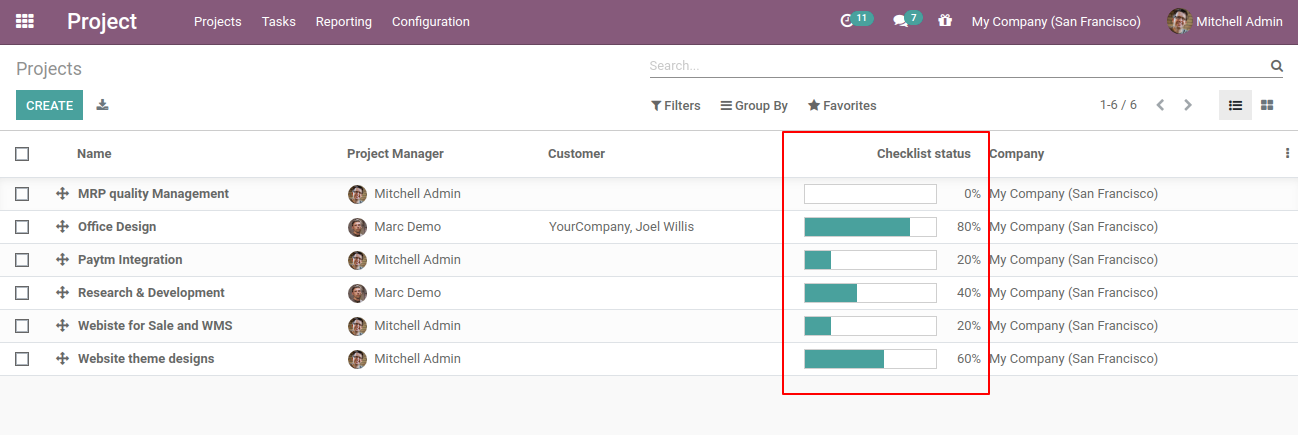 Project Projects Tasks Reporting Configuration 11 7 My Company (San Francisco) Mitchell Admin
Projects Search...
CREATE Filters Group By Favorites 1-6 / 6
Name Project Manager Customer Checklist status Company
MRP quality Management Mitchell Admin 0% My Company (San Francisco)
Office Design Marc Demo YourCompany, Joel Willis 80% My Company (San Francisco)
Paytm Integration Mitchell Admin 20% My Company (San Francisco)
Research & Development Marc Demo 40% My Company (San Francisco)
Webiste for Sale and WMS Mitchell Admin 20% My Company (San Francisco)
Website theme designs Mitchell Admin 60% My Company (San Francisco)